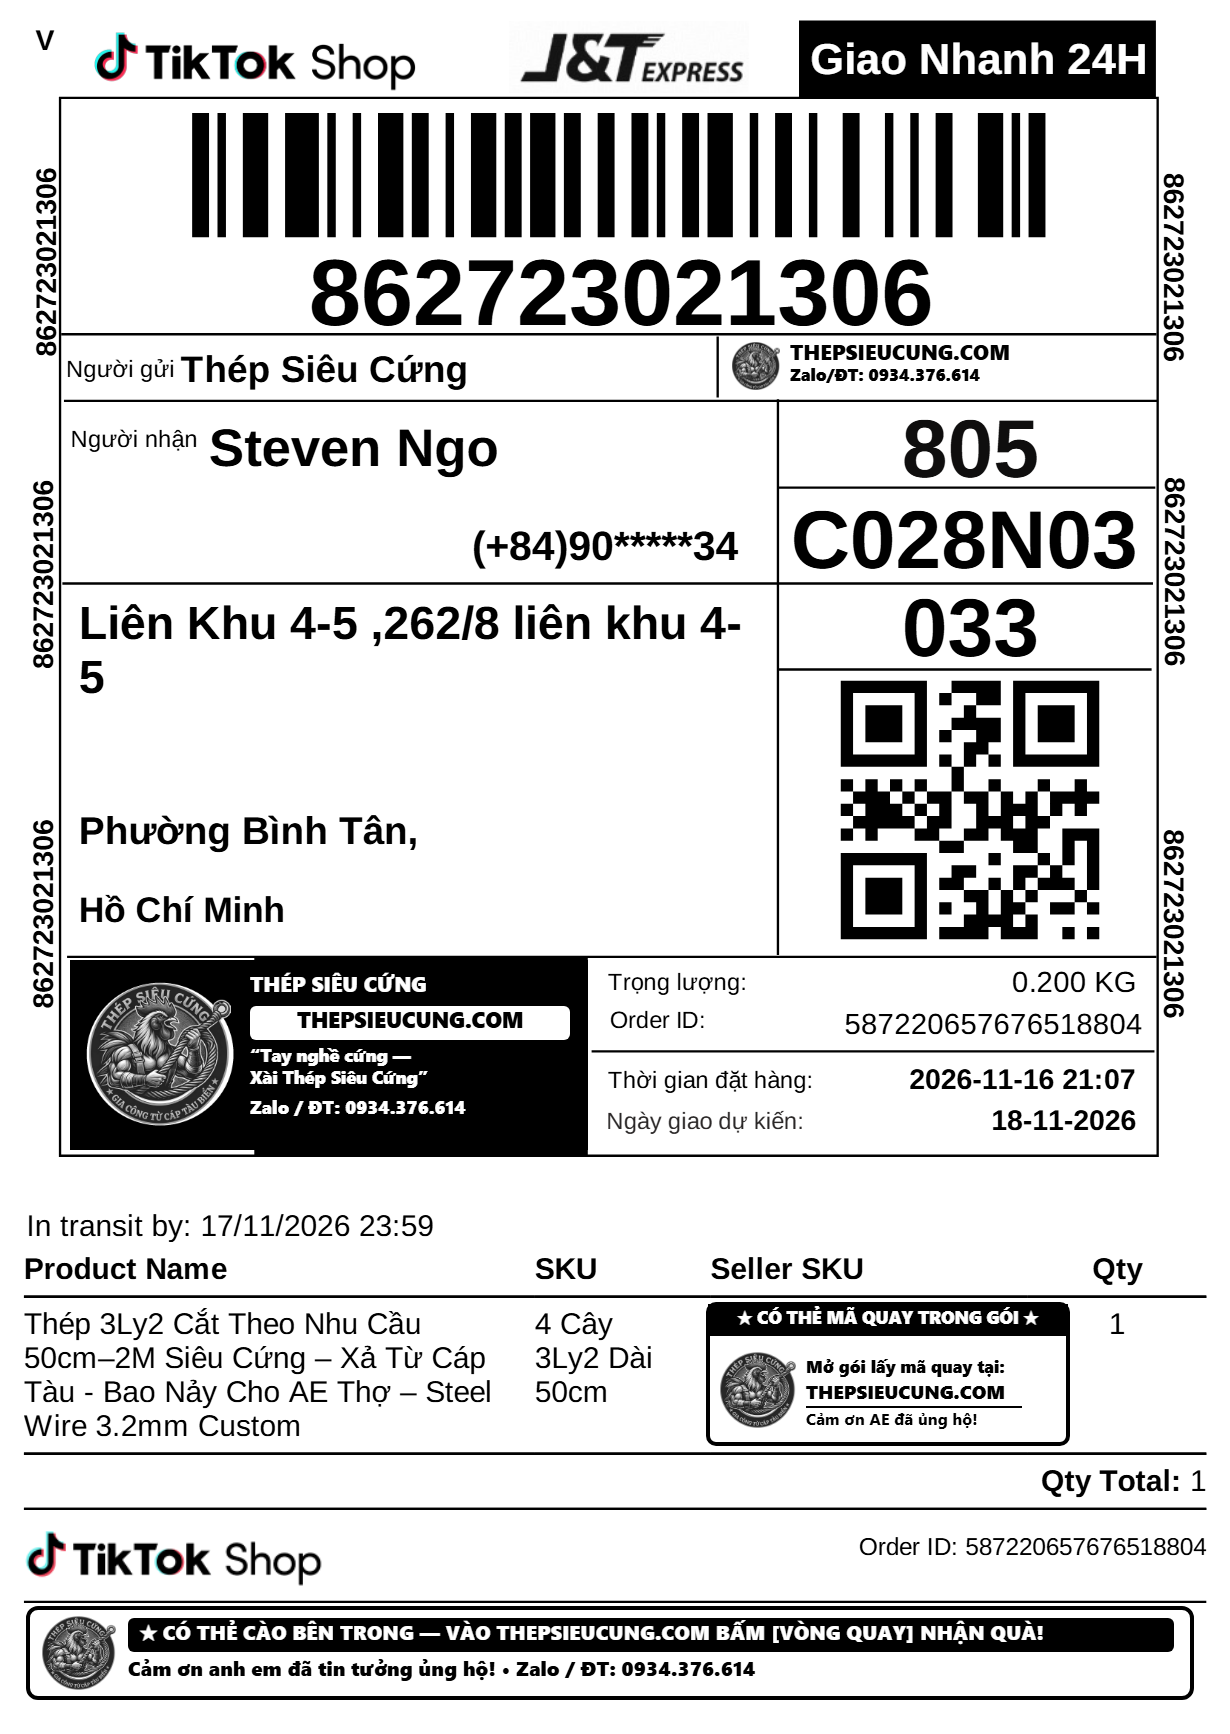 V
TikTok Shop
J&T EXPRESS
Giao Nhanh 24H
862723021306
862723021306
862723021306
Người gửi Thép Siêu Cứng
THEPSIEUCUNG.COM
Zalo/ĐT: 0934.376.614
Người nhận Steven Ngo
(+84)90*****34
805
C028N03
033
862723021306
862723021306
Liên Khu 4-5 ,262/8 liên khu 4-
5
Phường Bình Tân,
Hồ Chí Minh
862723021306
862723021306
THÉP SIÊU CỨNG
GIA CÔNG TỪ CÁP TÀU BIỂN
THÉP SIÊU CỨNG
THEPSIEUCUNG.COM
“Tay nghề cứng —
Xài Thép Siêu Cứng”
Zalo / ĐT: 0934.376.614
Trọng lượng: 0.200 KG
Order ID: 587220657676518804
Thời gian đặt hàng: 2026-11-16 21:07
Ngày giao dự kiến: 18-11-2026
In transit by: 17/11/2026 23:59
Product Name SKU Seller SKU Qty
Thép 3Ly2 Cắt Theo Nhu Cầu
50cm–2M Siêu Cứng – Xả Từ Cáp
Tàu - Bao Nảy Cho AE Thợ – Steel
Wire 3.2mm Custom
4 Cây
3Ly2 Dài
50cm
★ CÓ THẺ MÃ QUAY TRONG GÓI ★
Mở gói lấy mã quay tại:
THEPSIEUCUNG.COM
Cảm ơn AE đã ủng hộ!
1
Qty Total: 1
TikTok Shop
Order ID: 587220657676518804
★ CÓ THẺ CÀO BÊN TRONG — VÀO THEPSIEUCUNG.COM BẤM [VÒNG QUAY] NHẬN QUÀ!
Cảm ơn anh em đã tin tưởng ủng hộ! • Zalo / ĐT: 0934.376.614